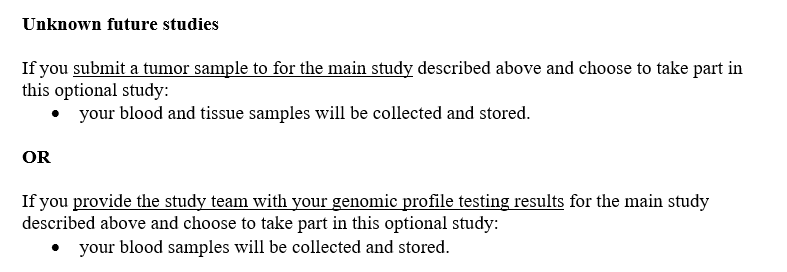 Unknown future studies
If you submit a tumor sample to for the main study described above and choose to take part in
this optional study:
• your blood and tissue samples will be collected and stored.
OR
If you provide the study team with your genomic profile testing results for the main study
described above and choose to take part in this optional study:
• your blood samples will be collected and stored.